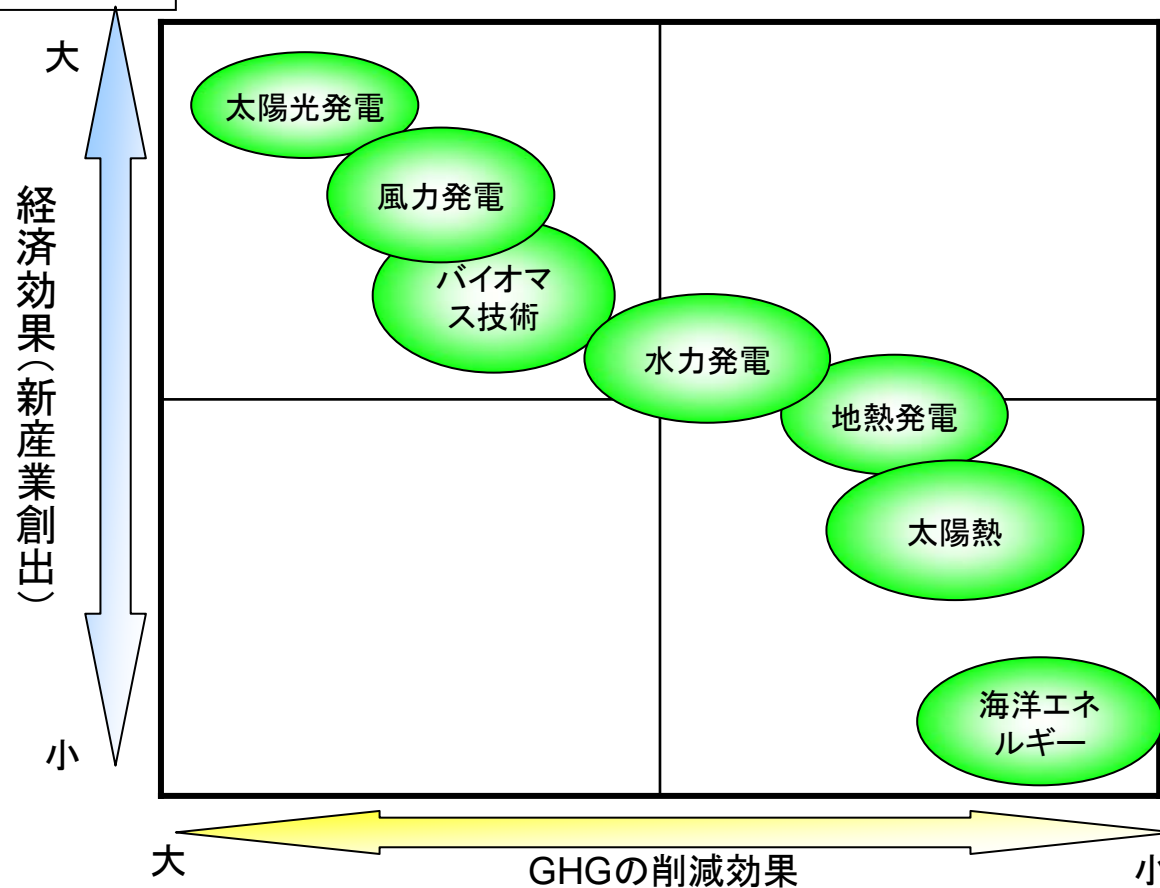 大
経済効果（新産業創出）
小
太陽光発電
風力発電
バイオマ
ス技術
水力発電
地熱発電
太陽熱
海洋エネ
ルギー
大
GHGの削減効果
小